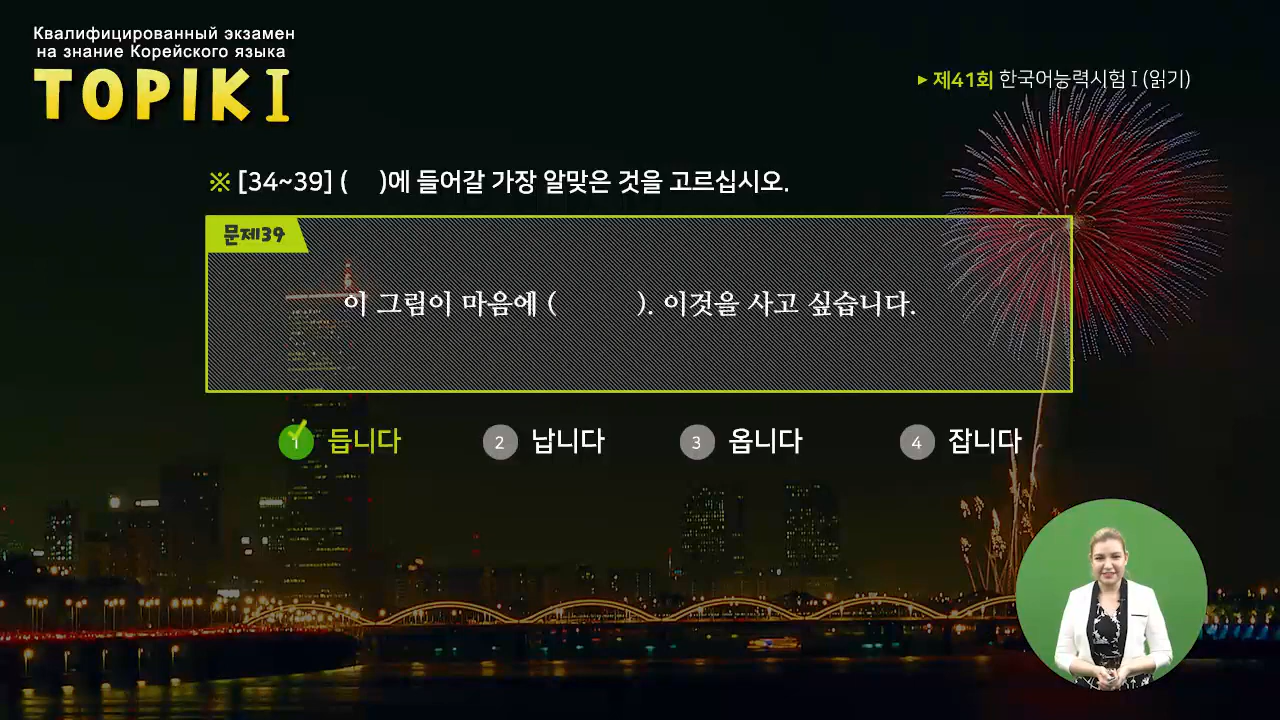 Квалифицированный экзамен
на знание Корейского языка
TOPIK I
▶ 제41회 한국어능력시험 I (읽기)
※ [34~39] ( )에 들어갈 가장 알맞은 것을 고르십시오.
문제39
이 그림이 마음에 ( ). 이것을 사고 싶습니다.
1 듭니다 2 납니다 3 옵니다 4 잡니다